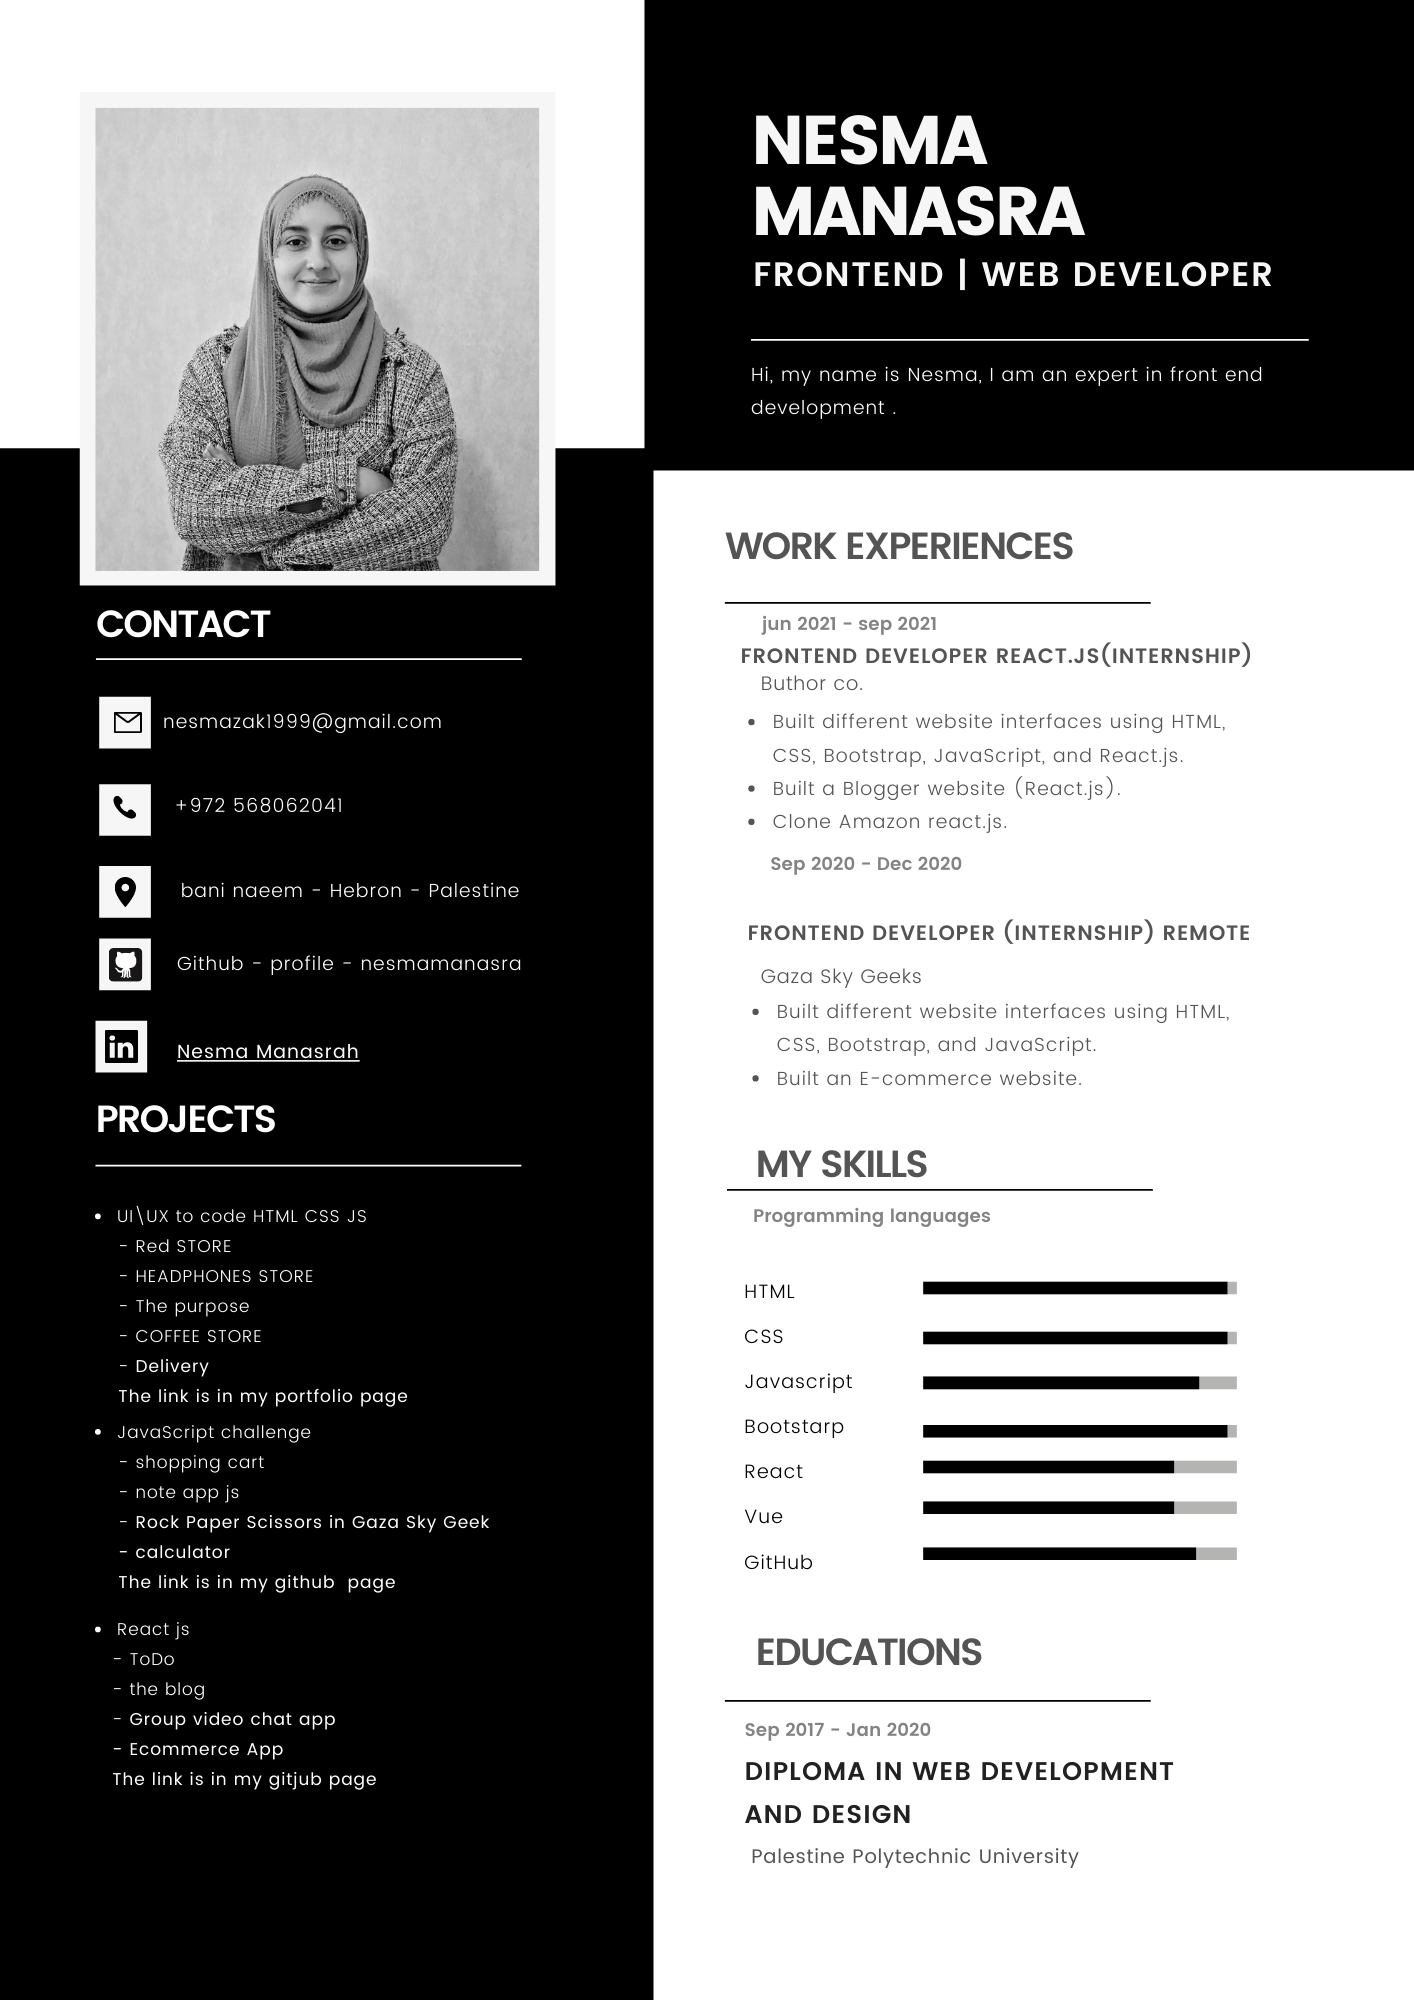 NESMA
MANASRA
FRONTEND | WEB DEVELOPER
Hi, my name is Nesma, I am an expert in front end
development .
CONTACT
nesmazak1999@gmail.com
+972 568062041
bani naeem - Hebron - Palestine
Github - profile - nesmamanasra
in
Nesma Manasrah
PROJECTS
• UI\UX to code HTML CSS JS
- Red STORE
- HEADPHONES STORE
- The purpose
- COFFEE STORE
- Delivery
The link is in my portfolio page
• JavaScript challenge
- shopping cart
- note app js
- Rock Paper Scissors in Gaza Sky Geek
- calculator
The link is in my github  page
• React js
- ToDo
- the blog
- Group video chat app
- Ecommerce App
The link is in my gitjub page
WORK EXPERIENCES
jun 2021 - sep 2021
FRONTEND DEVELOPER REACT.JS(INTERNSHIP)
Buthor co.
• Built different website interfaces using HTML,
CSS, Bootstrap, JavaScript, and React.js.
• Built a Blogger website (React.js).
• Clone Amazon react.js.
Sep 2020 - Dec 2020
FRONTEND DEVELOPER (INTERNSHIP) REMOTE
Gaza Sky Geeks
• Built different website interfaces using HTML,
CSS, Bootstrap, and JavaScript.
• Built an E-commerce website.
MY SKILLS
Programming languages
HTML
CSS
Javascript
Bootstarp
React
Vue
GitHub
EDUCATIONS
Sep 2017 - Jan 2020
DIPLOMA IN WEB DEVELOPMENT
AND DESIGN
Palestine Polytechnic University